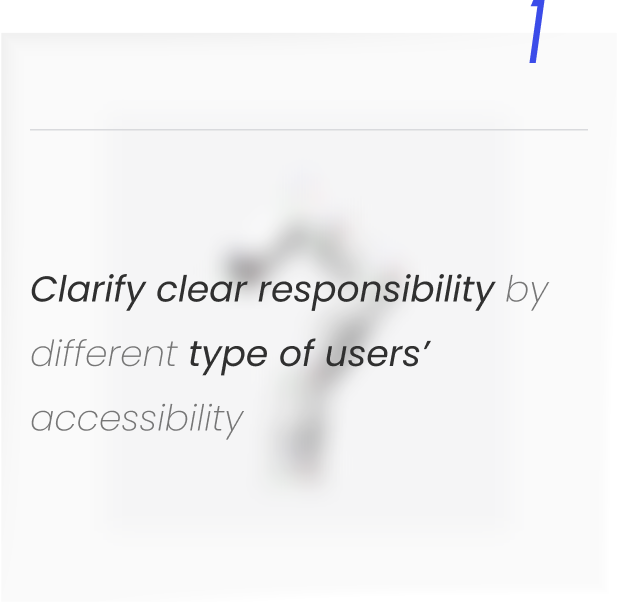 1
Clarify clear responsibility by
different type of users’
accessibility